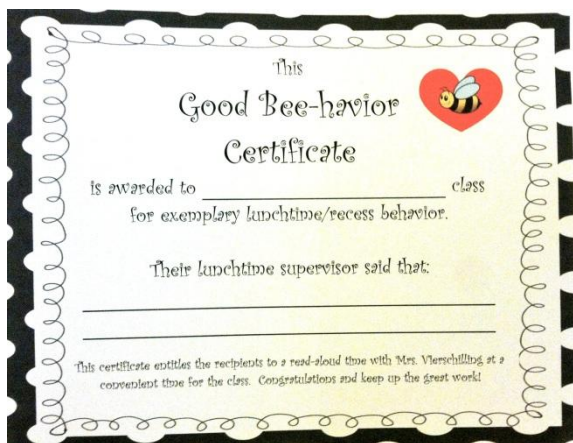 This
Good Bee-havior
Certificate
is awarded to ____________________ class
for exemplary lunchtime/recess behavior.
Their lunchtime supervisor said that:
This certificate entitles the recipients to a read-aloud time with Mrs. Vierschilling at a
convenient time for the class. Congratulations and keep up the great work!